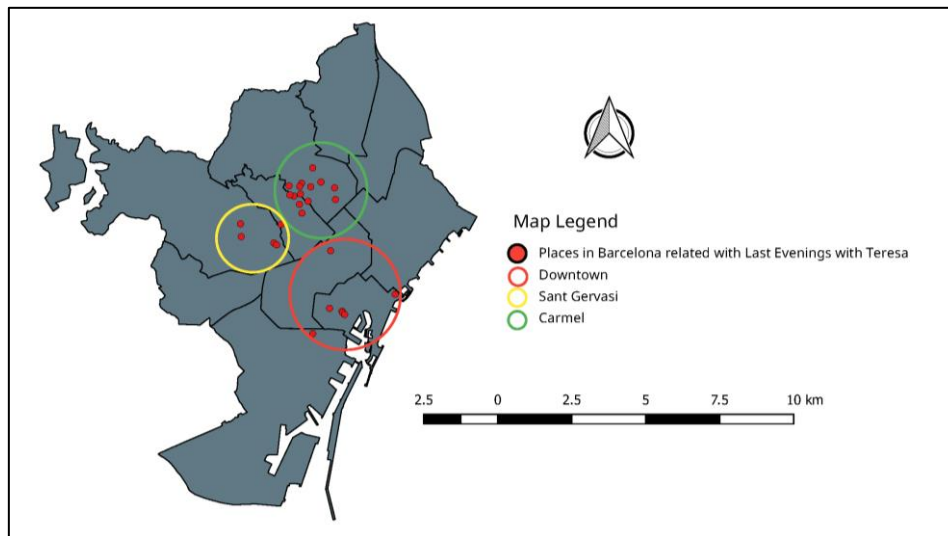 Map Legend
Places in Barcelona related with Last Evenings with Teresa
Downtown
Sant Gervasi
Carmel
2.5 0 2.5 5 7.5 10 km